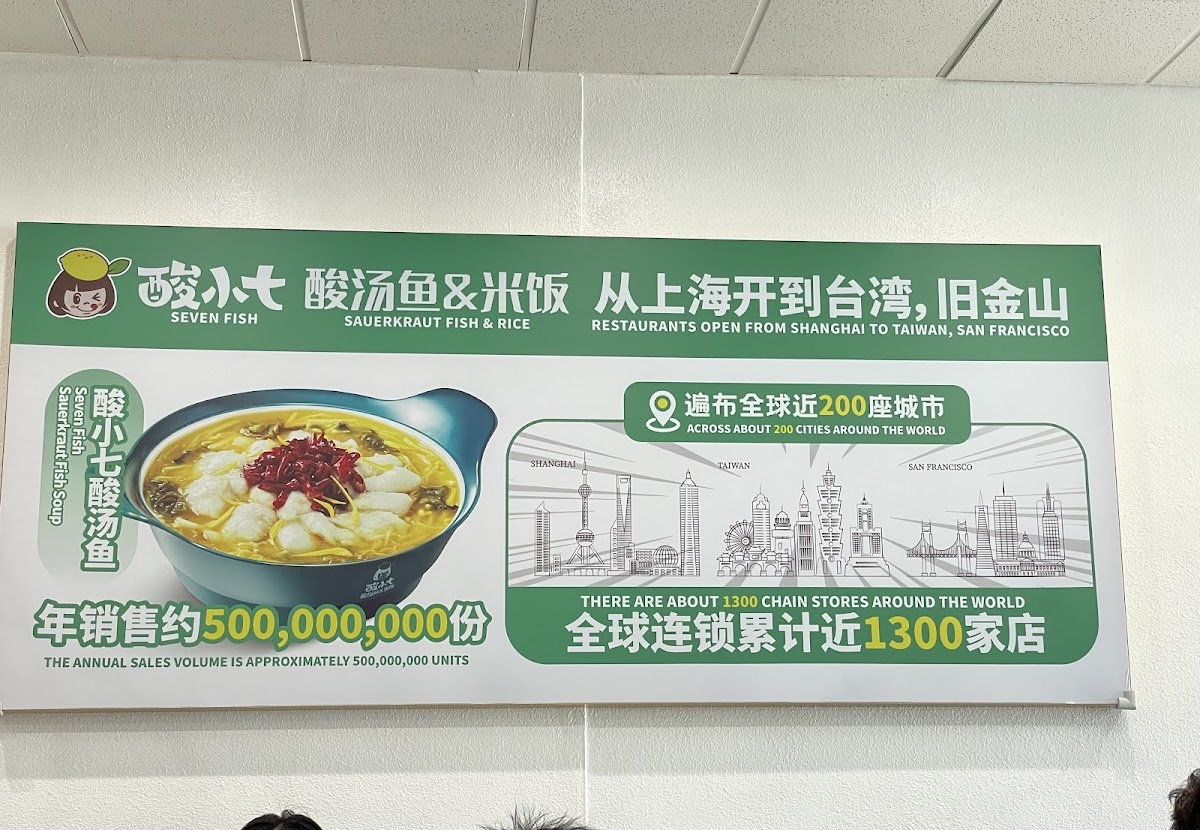 酸小七
SEVEN FISH
酸汤鱼&米饭
SAUERKRAUT FISH & RICE
从上海开到台湾,旧金山
RESTAURANTS OPEN FROM SHANGHAI TO TAIWAN, SAN FRANCISCO
酸小七酸汤鱼
Seven Fish
Sauerkraut Fish Soup
酸小七
年销售约500,000,000份
THE ANNUAL SALES VOLUME IS APPROXIMATELY 500,000,000 UNITS
遍布全球近200座城市
ACROSS ABOUT 200 CITIES AROUND THE WORLD
SHANGHAI
TAIWAN
SAN FRANCISCO
THERE ARE ABOUT 1300 CHAIN STORES AROUND THE WORLD
全球连锁累计近1300家店